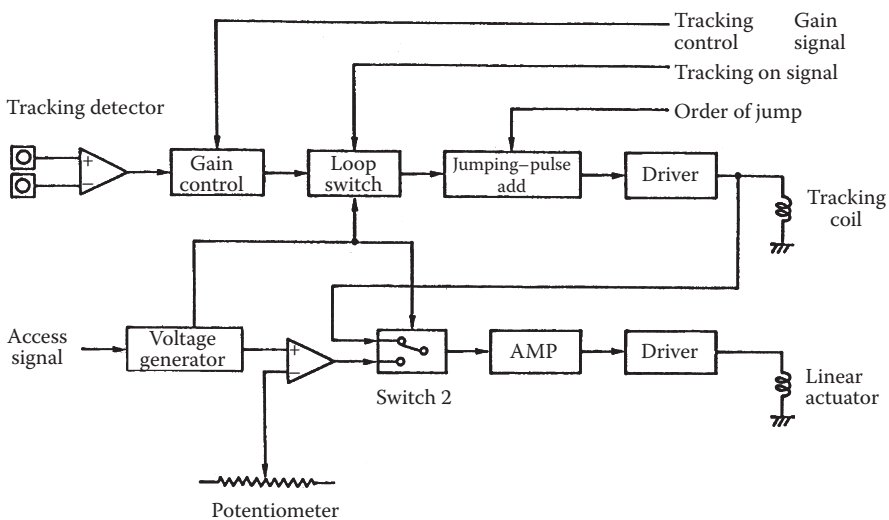 Tracking Gain
control signal
Tracking on signal
Order of jump
Tracking detector
+
−
Gain
control
Loop
switch
Jumping–pulse
add
Driver
Tracking
coil
Access
signal
Voltage
generator
+
−
Switch 2
AMP
Driver
Linear
actuator
Potentiometer